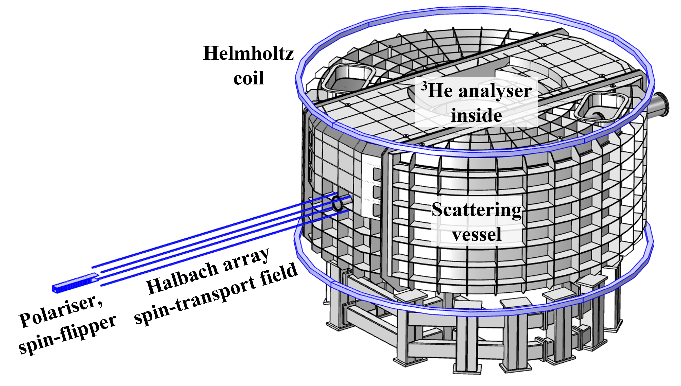 Helmholtz
coil
³He analyser
inside
Scattering
vessel
Halbach array
spin-transport field
Polariser,
spin-flipper